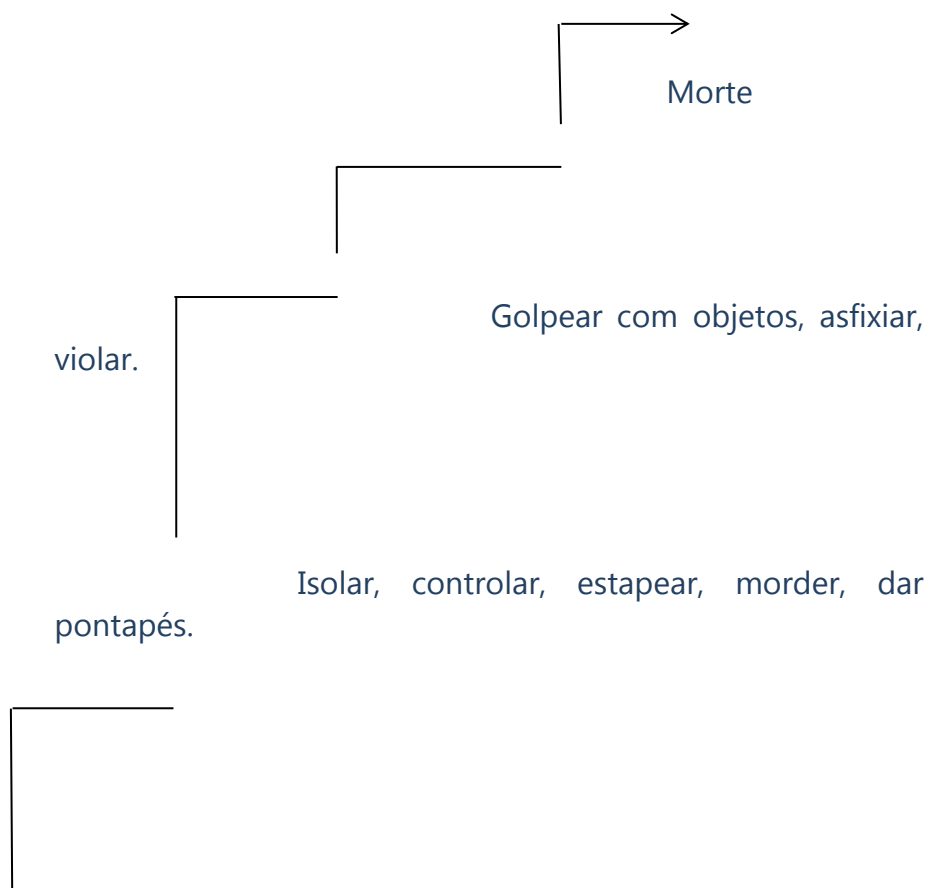 Morte
Golpear com objetos, asfixiar,
violar.
Isolar, controlar, estapear, morder, dar
pontapés.